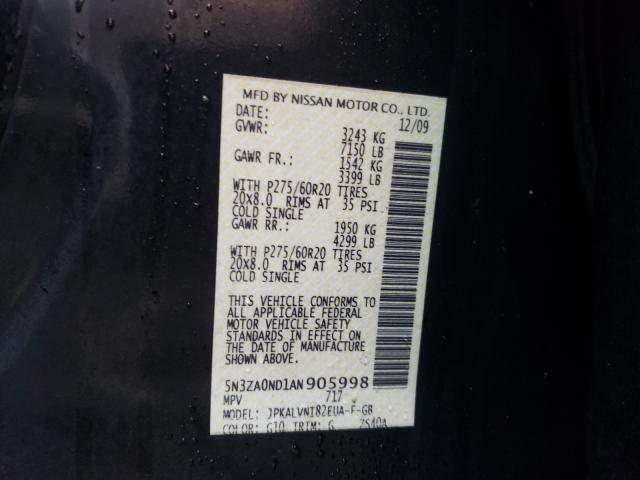 MFD BY NISSAN MOTOR CO., LTD.
DATE: 12/09
GVWR: 3243 KG
7150 LB
GAWR FR.: 1542 KG
3399 LB
WITH P275/60R20 TIRES
20X8.0 RIMS AT 35 PSI
COLD SINGLE
GAWR RR.: 1950 KG
4299 LB
WITH P275/60R20 TIRES
20X8.0 RIMS AT 35 PSI
COLD SINGLE
THIS VEHICLE CONFORMS TO
ALL APPLICABLE FEDERAL
MOTOR VEHICLE SAFETY
STANDARDS IN EFFECT ON
THE DATE OF MANUFACTURE
SHOWN ABOVE.
5N3ZA0ND1AN905998
MPV 717
MODEL: JPKALVNI82EUA-F-GB
COLOR: G10 TRIM: G ZS40A